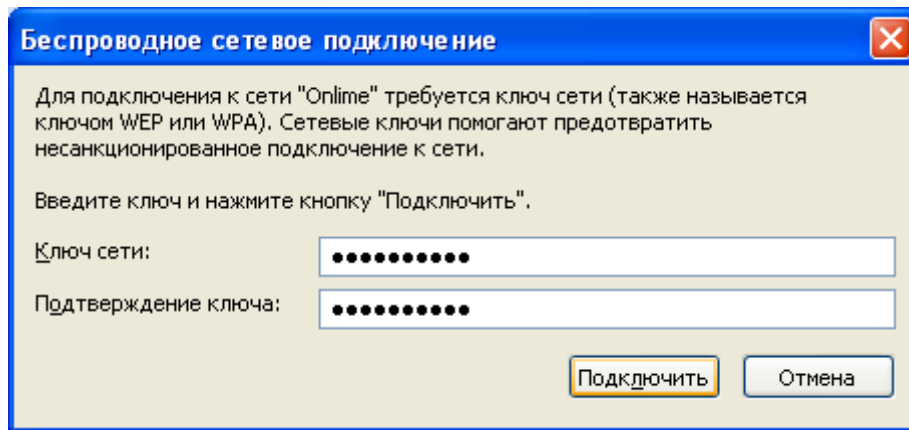 Беспроводное сетевое подключение
Для подключения к сети "Onlime" требуется ключ сети (также называется
ключом WEP или WPA). Сетевые ключи помогают предотвратить
несанкционированное подключение к сети.
Введите ключ и нажмите кнопку "Подключить".
Ключ сети: ●●●●●●●●●●
Подтверждение ключа: ●●●●●●●●●●
Подключить Отмена